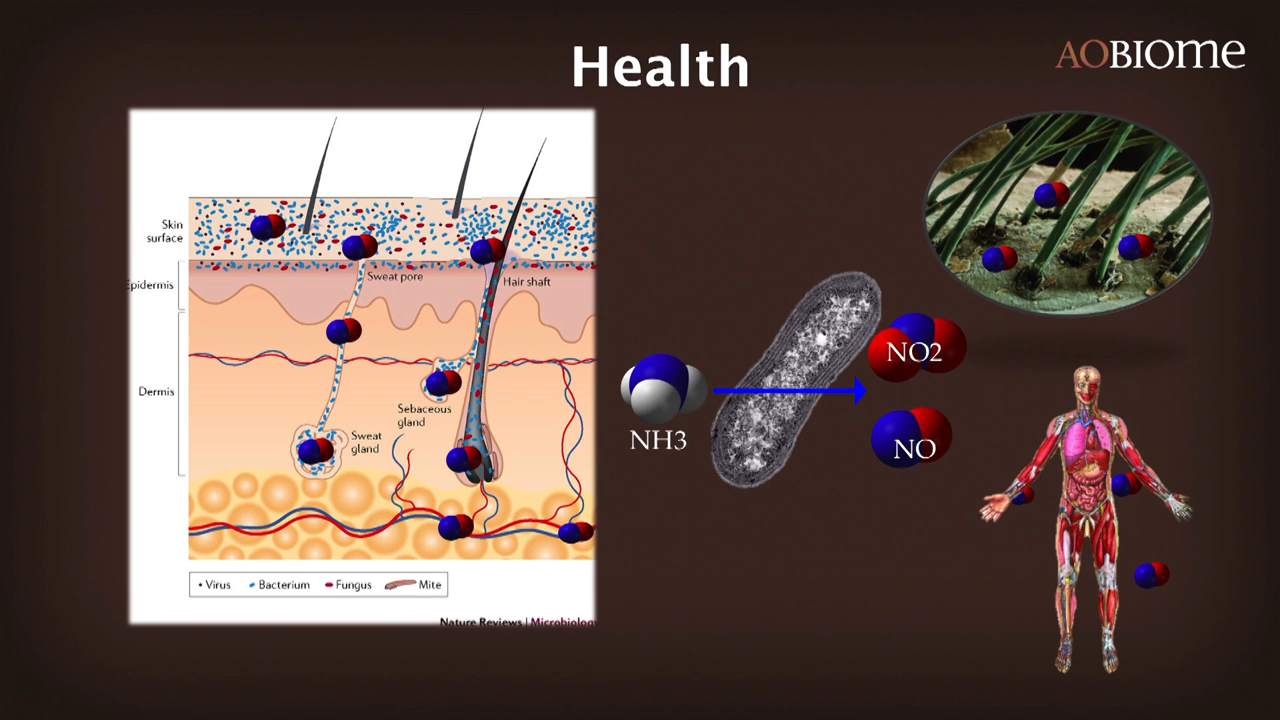 Health
AOBIOME
Skin
surface
Sweat pore
Hair shaft
pidermis
Dermis
Sebaceous
gland
Sweat
gland
NH3
NO2
NO
Virus
Bacterium
Fungus
Mite
Nature Reviews | Microbiolo